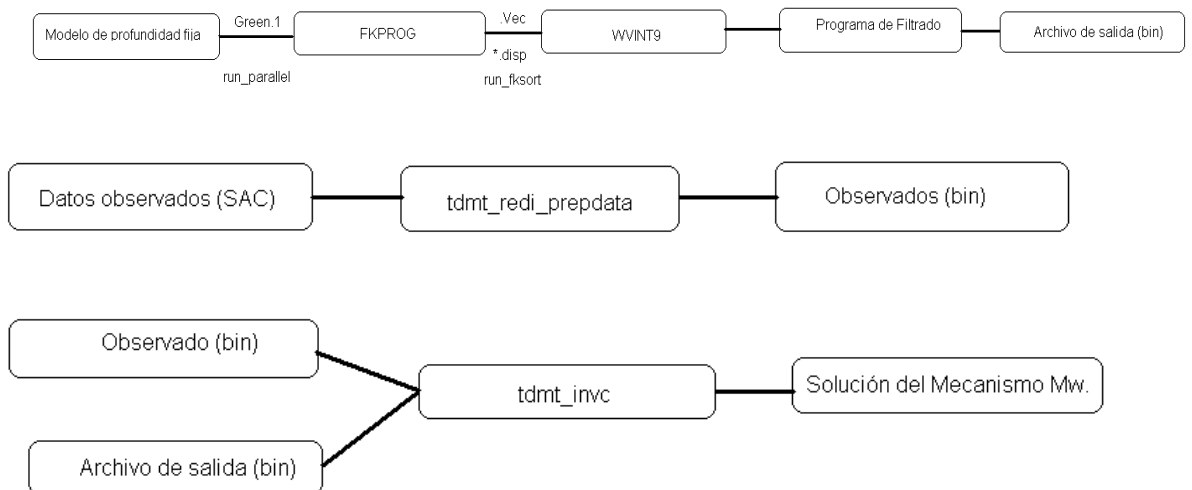 Modelo de profundidad fija
Green.1
run_parallel
FKPROG
.Vec
*.disp
run_fksort
WVINT9
Programa de Filtrado
Archivo de salida (bin)
Datos observados (SAC)
tdmt_redi_prepdata
Observados (bin)
Observado (bin)
Archivo de salida (bin)
tdmt_invc
Solución del Mecanismo Mw.